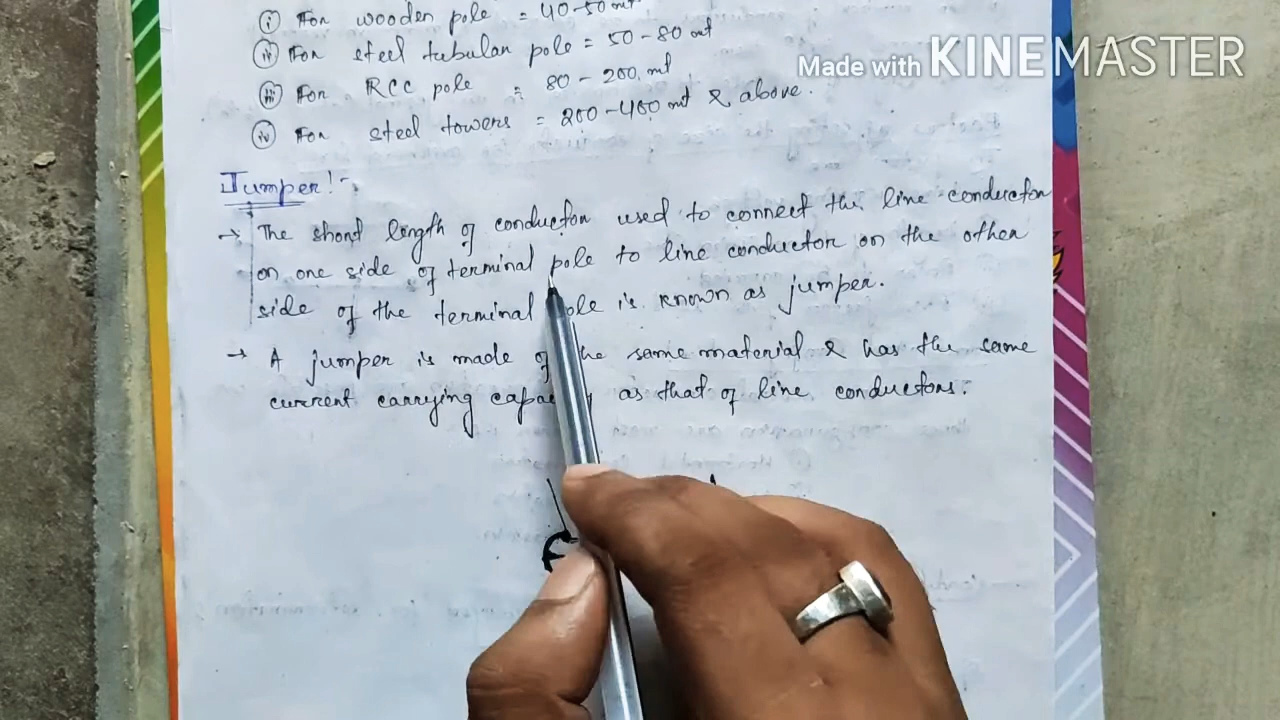 Made with KINEMASTER
(i) For wooden pole = 40-50 mt
(ii) For steel tubular pole = 50-80 mt
(iii) For RCC pole = 80-200 mt
(iv) For steel towers = 200-400 mt & above.
Jumper:-
→ The short length of conductor used to connect the line conductor
on one side of terminal pole to line conductor on the other
side of the terminal pole is known as jumper.
→ A jumper is made of the same material & has the same
current carrying capacity as that of line conductors.